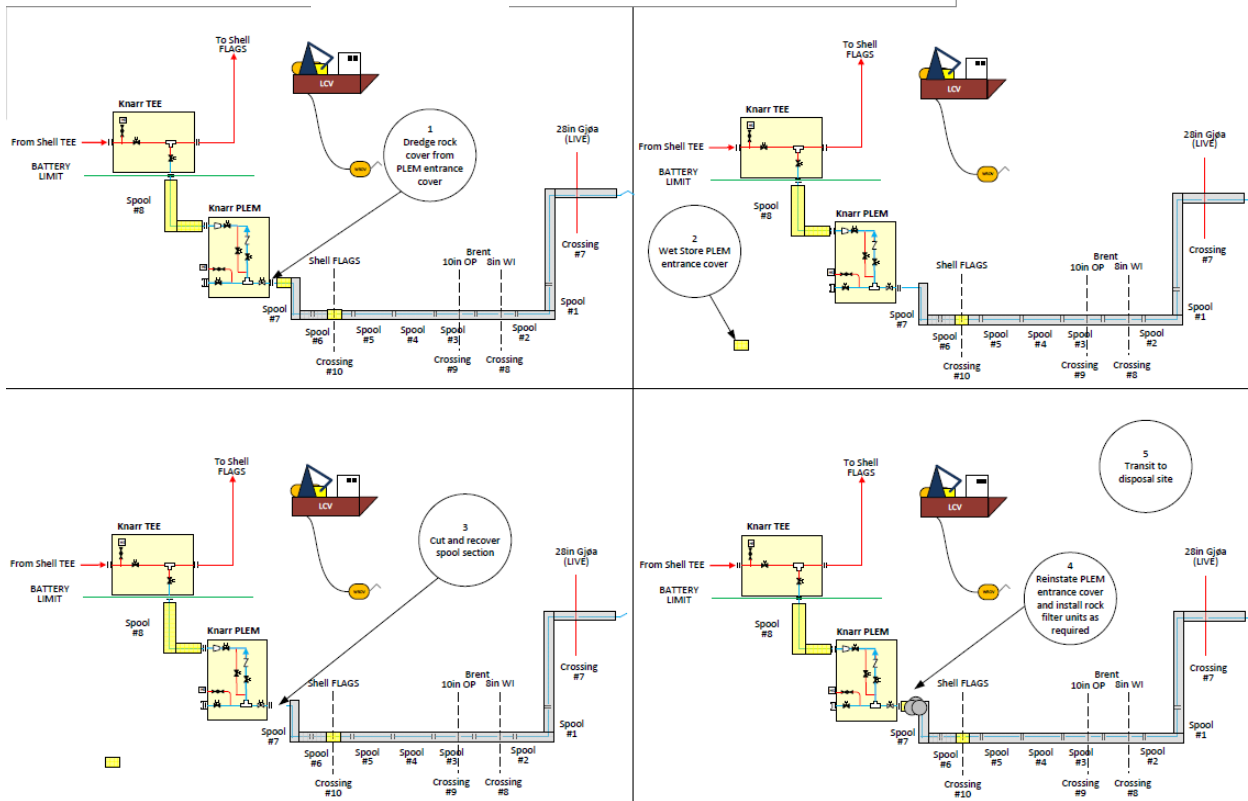 To Shell
FLAGS
LCV
Knarr TEE
1
Dredge rock
cover from
PLEM entrance
cover
28in Gjøa
(LIVE)
From Shell TEE
BATTERY
LIMIT
WROV
Spool
#8
Knarr PLEM
Crossing
#7
Shell FLAGS
Brent
10in OP 8in WI
Spool
#7
Spool
#1
Spool
#6
Spool
#5
Spool
#4
Spool
#3
Spool
#2
Crossing
#10
Crossing
#9
Crossing
#8
To Shell
FLAGS
LCV
Knarr TEE
28in Gjøa
(LIVE)
From Shell TEE
BATTERY
LIMIT
WROV
Spool
#8
Knarr PLEM
2
Wet Store PLEM
entrance cover
Crossing
#7
Shell FLAGS
Brent
10in OP 8in WI
Spool
#7
Spool
#1
Spool
#6
Spool
#5
Spool
#4
Spool
#3
Spool
#2
Crossing
#10
Crossing
#9
Crossing
#8
To Shell
FLAGS
LCV
Knarr TEE
3
Cut and recover
spool section
28in Gjøa
(LIVE)
From Shell TEE
BATTERY
LIMIT
WROV
Spool
#8
Knarr PLEM
Crossing
#7
Shell FLAGS
Brent
10in OP 8in WI
Spool
#7
Spool
#1
Spool
#6
Spool
#5
Spool
#4
Spool
#3
Spool
#2
Crossing
#10
Crossing
#9
Crossing
#8
5
Transit to
disposal site
To Shell
FLAGS
LCV
Knarr TEE
28in Gjøa
(LIVE)
From Shell TEE
BATTERY
LIMIT
WROV
4
Reinstate PLEM
entrance cover
and install rock
filter units as
required
Spool
#8
Knarr PLEM
Crossing
#7
Shell FLAGS
Brent
10in OP 8in WI
Spool
#7
Spool
#1
Spool
#6
Spool
#5
Spool
#4
Spool
#3
Spool
#2
Crossing
#10
Crossing
#9
Crossing
#8